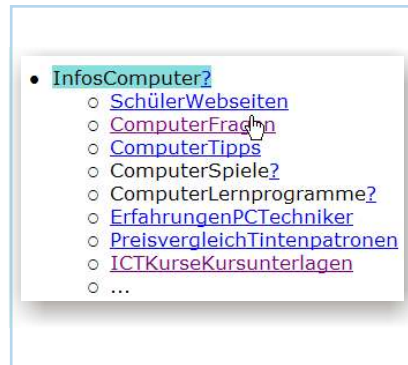 InfosComputer?
SchülerWebseiten
ComputerFragen
ComputerTipps
ComputerSpiele?
ComputerLernprogramme?
ErfahrungenPCTechniker
PreisvergleichTintenpatronen
ICTKurseKursunterlagen
...